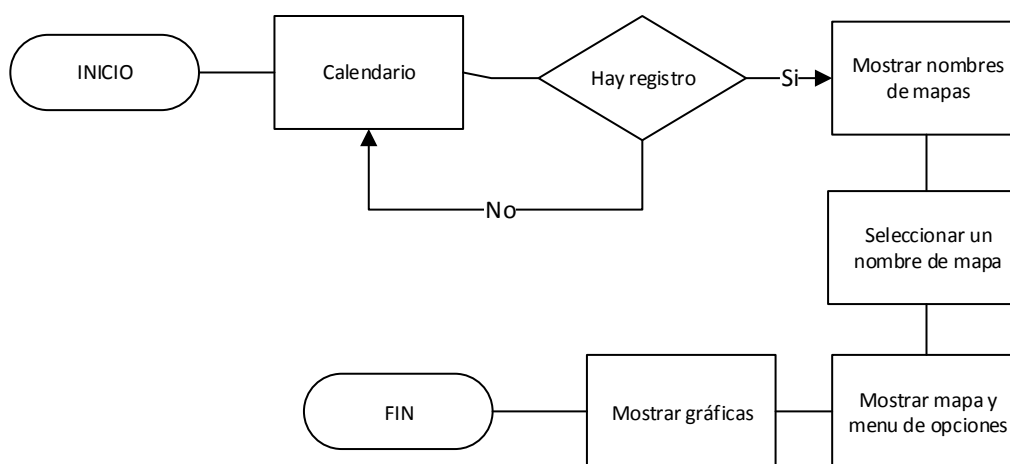 INICIO
Calendario
Hay registro
Si
Mostrar nombres
de mapas
No
Seleccionar un
nombre de mapa
Mostrar mapa y
menu de opciones
Mostrar gráficas
FIN